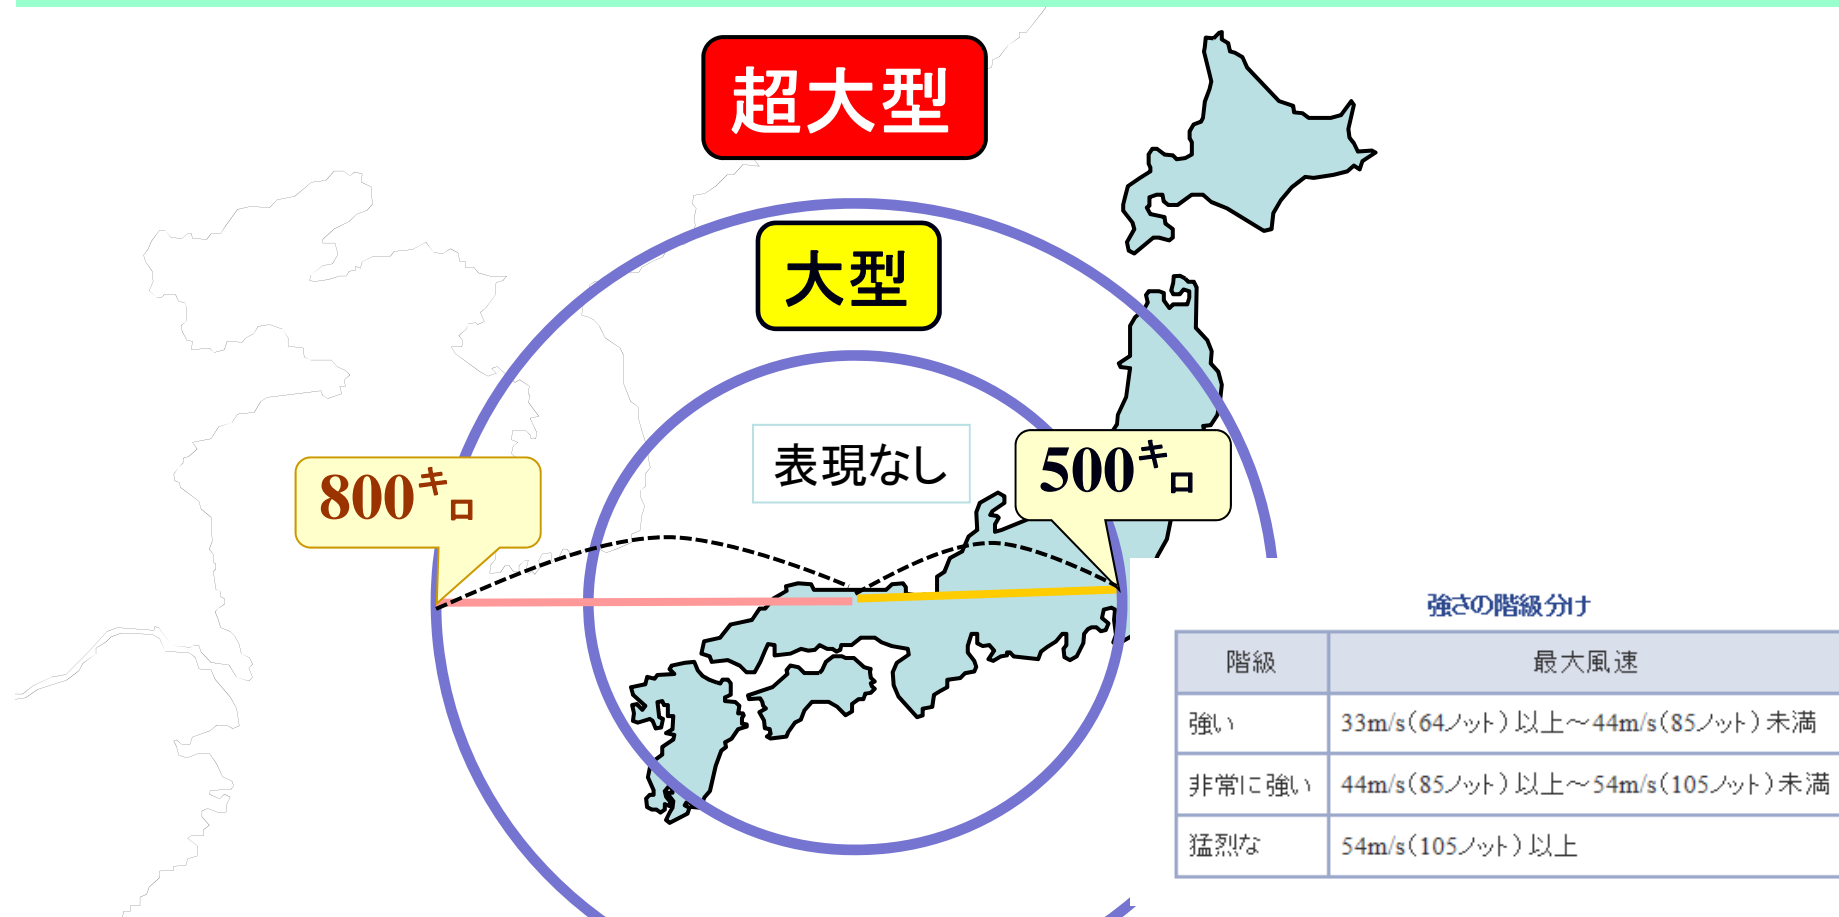 超大型
大型
表現なし
500キロ
800キロ
強さの階級分け
階級 最大風速
強い 33m/s(64ノット)以上～44m/s(85ノット)未満
非常に強い 44m/s(85ノット)以上～54m/s(105ノット)未満
猛烈な 54m/s(105ノット)以上